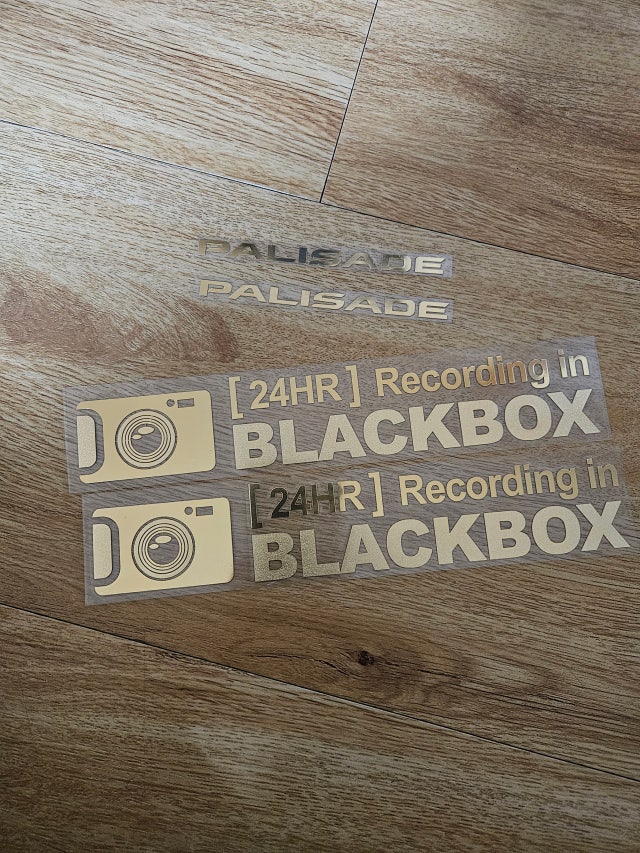 PALISADE
PALISADE
[24HR] Recording in
BLACKBOX
[24HR] Recording in
BLACKBOX